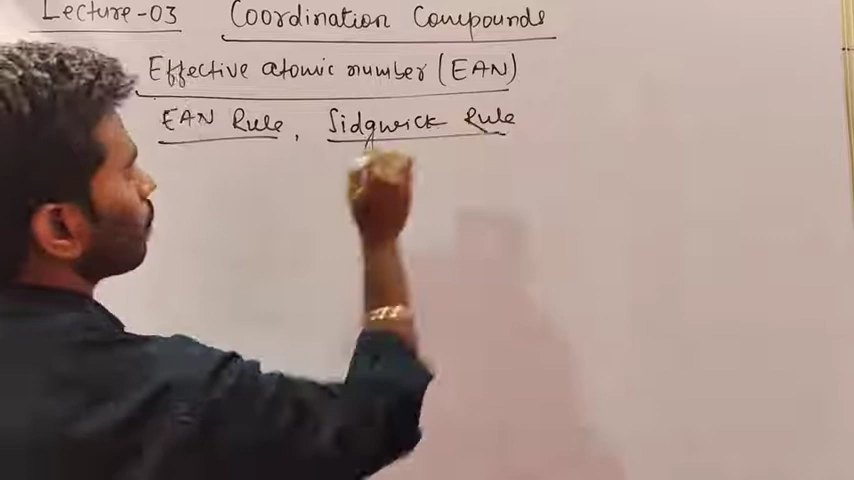 Lecture-03 Coordination Compounds
Effective atomic number (EAN)
EAN Rule, Sidgwick Rule